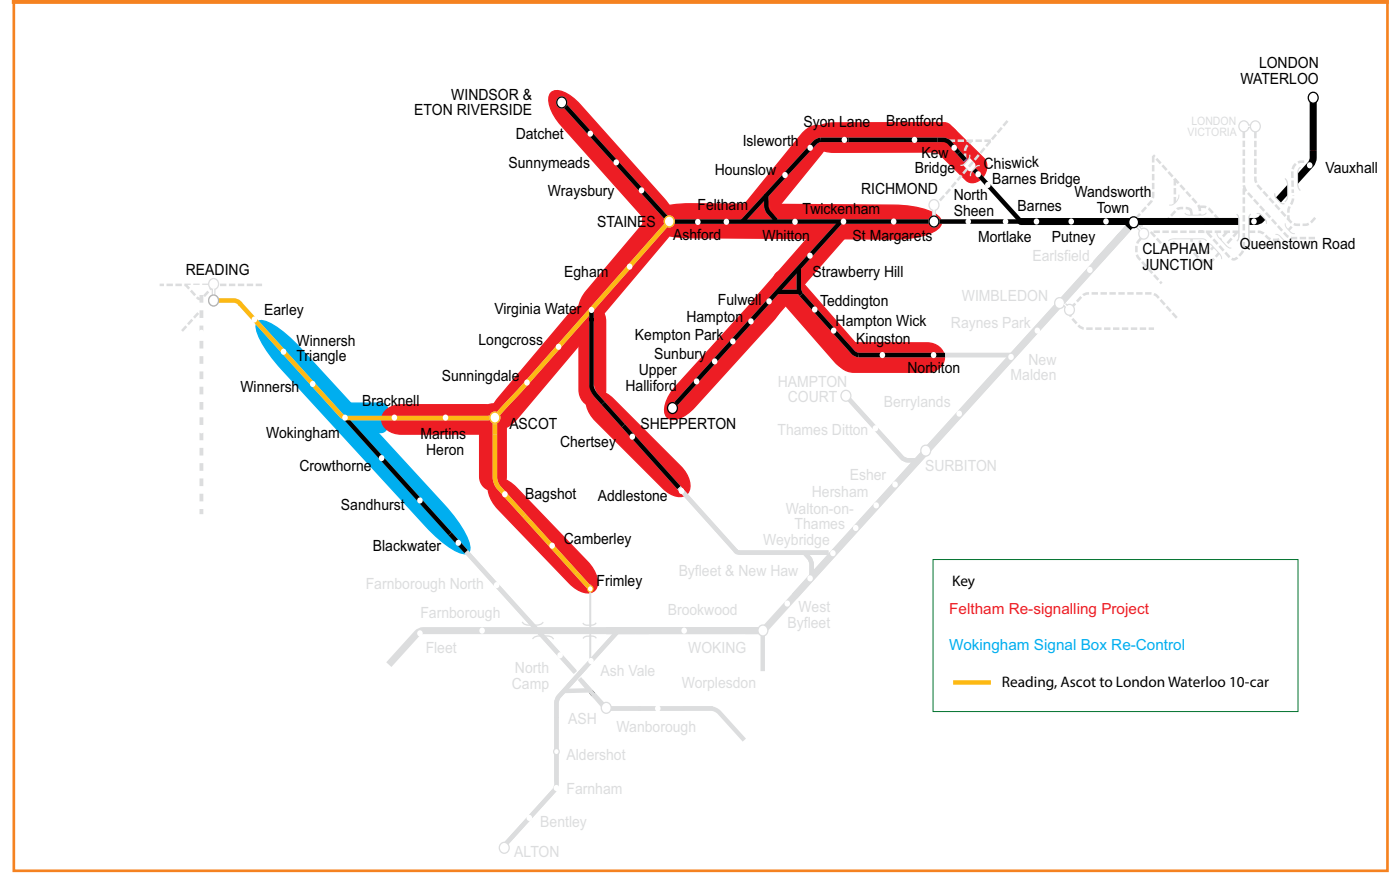 LONDON
WATERLOO
WINDSOR &
ETON RIVERSIDE
Syon Lane
Brentford
LONDON
VICTORIA
Datchet
Isleworth
Kew
Bridge
Chiswick
Barnes Bridge
Sunnymeads
Hounslow
Vauxhall
Wraysbury
RICHMOND
North
Sheen
Wandsworth
Town
Barnes
STAINES
Feltham
Twickenham
Ashford
Whitton
St Margarets
Mortlake
Putney
Queenstown Road
CLAPHAM
JUNCTION
Earlsfield
READING
Egham
Strawberry Hill
Earley
Virginia Water
Fulwell
Teddington
WIMBLEDON
Hampton
Hampton Wick
Raynes Park
Winnersh
Triangle
Longcross
Kempton Park
Kingston
Sunbury
Norbiton
New
Malden
Winnersh
Sunningdale
Upper
Halliford
HAMPTON
COURT
Bracknell
Berrylands
Wokingham
Martins
Heron
ASCOT
SHEPPERTON
Thames Ditton
Chertsey
Crowthorne
SURBITON
Esher
Sandhurst
Bagshot
Addlestone
Hersham
Walton-on-
Thames
Blackwater
Camberley
Weybridge
Farnborough North
Frimley
Byfleet & New Haw
Farnborough
Brookwood
West
Byfleet
Fleet
WOKING
North
Camp
Ash Vale
Worplesdon
ASH
Wanborough
Aldershot
Farnham
Bentley
ALTON
Key
Feltham Re-signalling Project
Wokingham Signal Box Re-Control
Reading, Ascot to London Waterloo 10-car